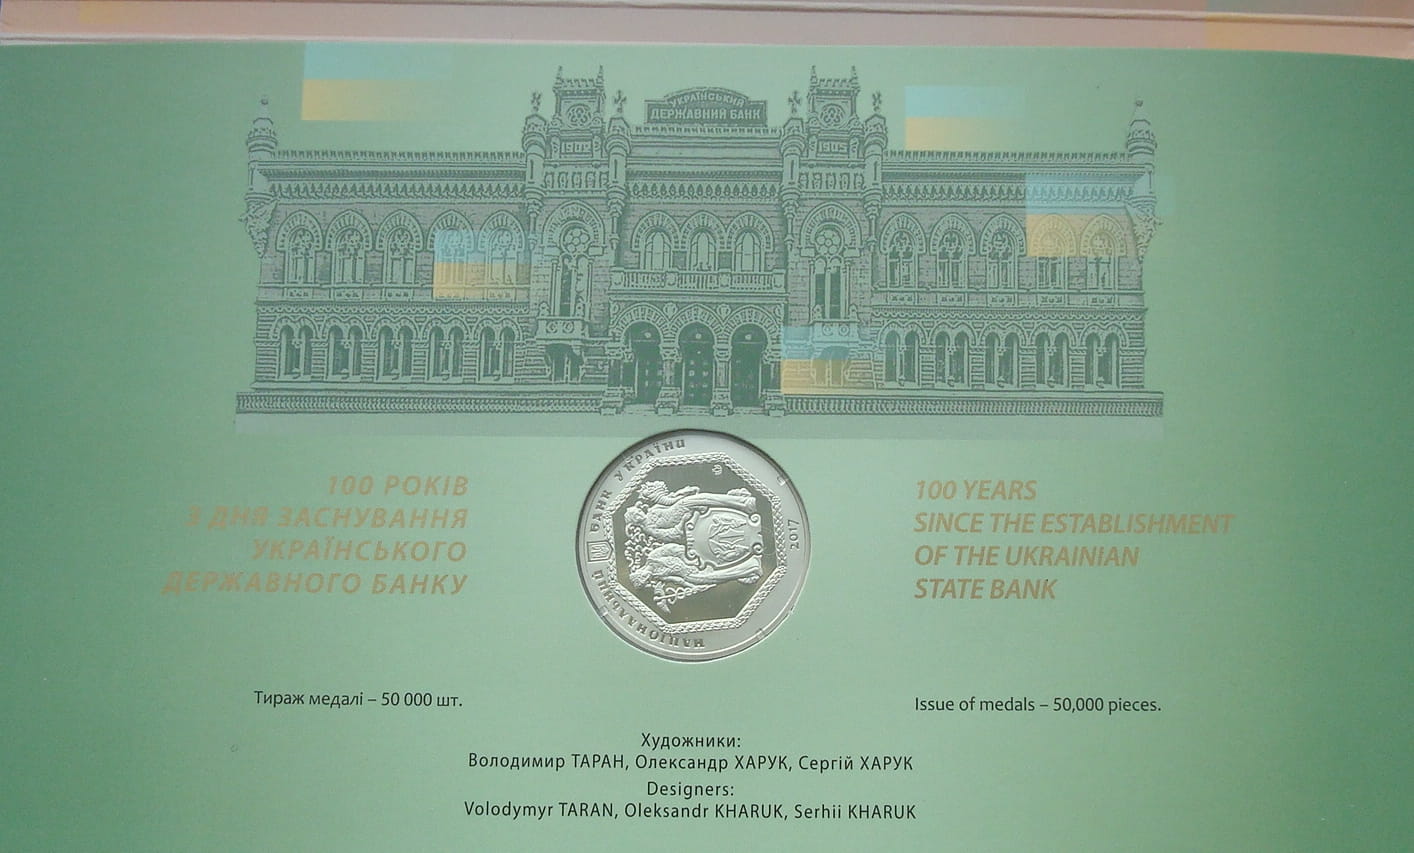 УКРАЇНСЬКИЙ
ДЕРЖАВНИЙ БАНК
1902
1905
100 РОКІВ
З ДНЯ ЗАСНУВАННЯ
УКРАЇНСЬКОГО
ДЕРЖАВНОГО БАНКУ
НАЦІОНАЛЬНИЙ БАНК УКРАЇНИ
2017
100 YEARS
SINCE THE ESTABLISHMENT
OF THE UKRAINIAN
STATE BANK
Тираж медалі – 50 000 шт.
Issue of medals – 50,000 pieces.
Художники:
Володимир ТАРАН, Олександр ХАРУК, Сергій ХАРУК
Designers:
Volodymyr TARAN, Oleksandr KHARUK, Serhii KHARUK